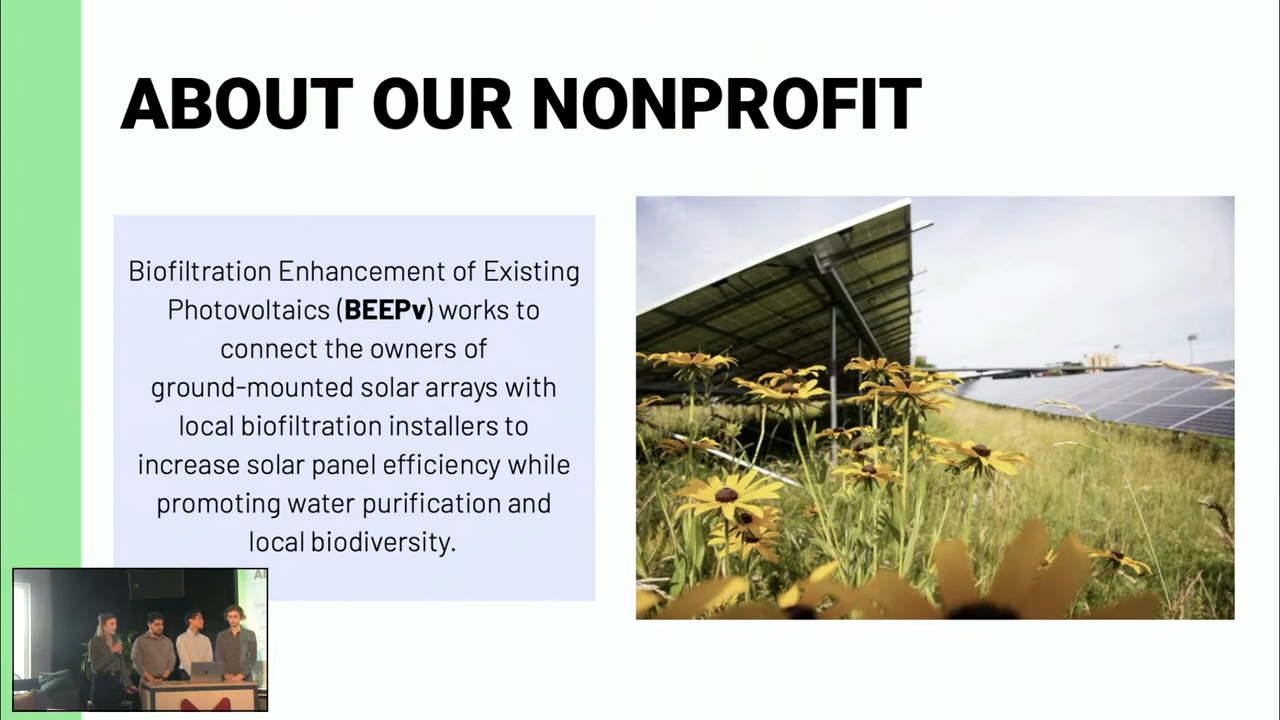 ABOUT OUR NONPROFIT
Biofiltration Enhancement of Existing
Photovoltaics (BEEPv) works to
connect the owners of
ground-mounted solar arrays with
local biofiltration installers to
increase solar panel efficiency while
promoting water purification and
local biodiversity.